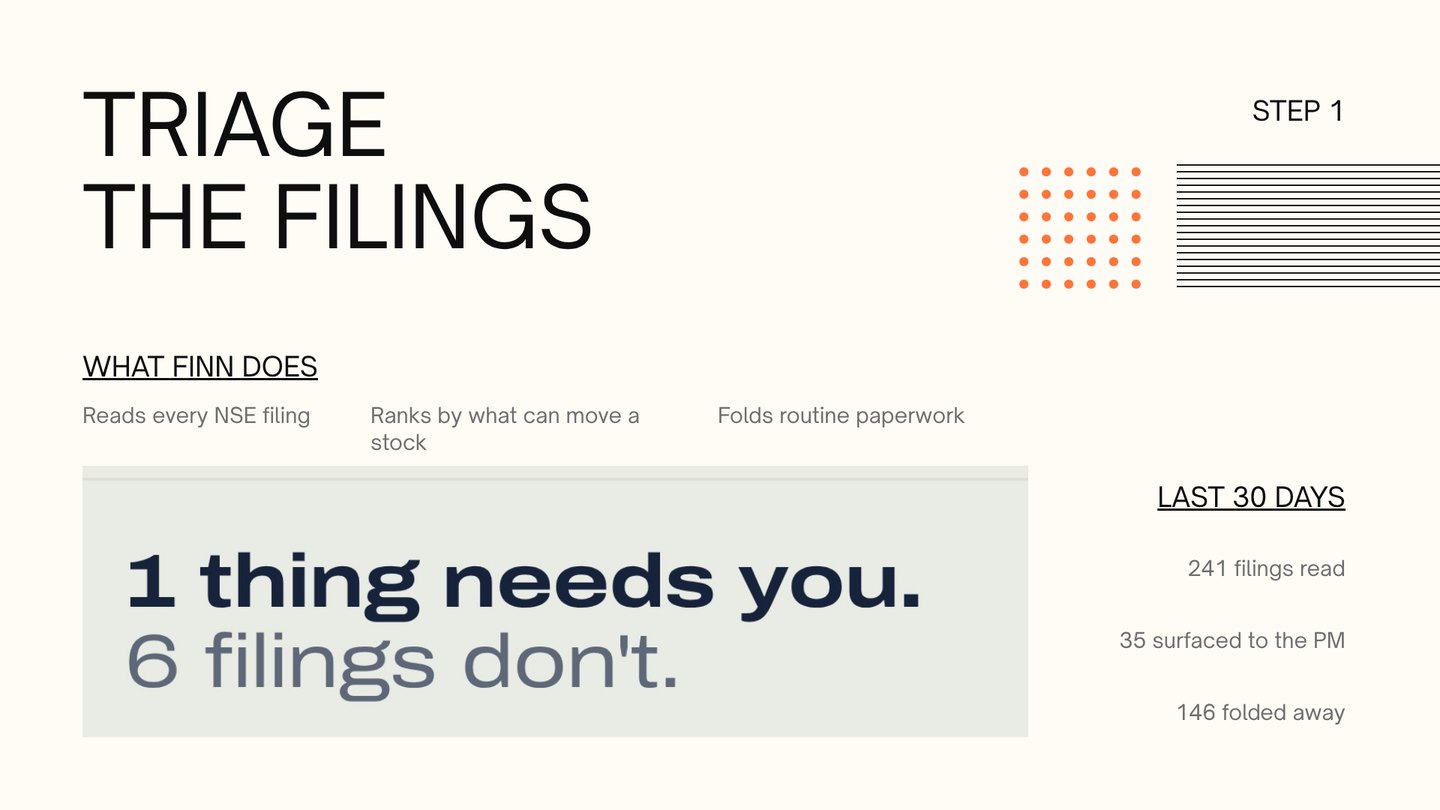 TRIAGE
THE FILINGS
STEP 1
WHAT FINN DOES
Reads every NSE filing
Ranks by what can move a
stock
Folds routine paperwork
1 thing needs you.
6 filings don't.
LAST 30 DAYS
241 filings read
35 surfaced to the PM
146 folded away